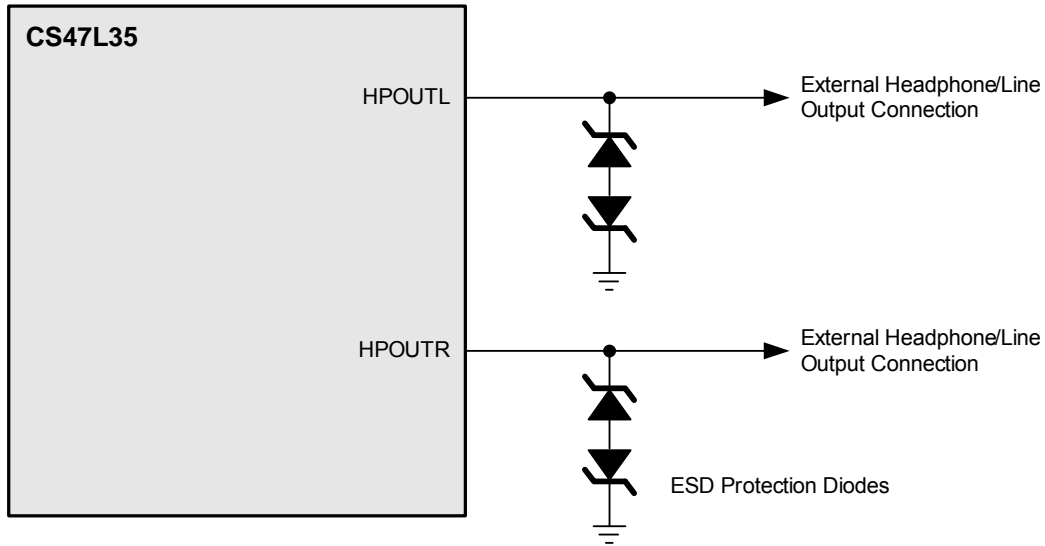 CS47L35
HPOUTL
External Headphone/Line
Output Connection
HPOUTR
External Headphone/Line
Output Connection
ESD Protection Diodes